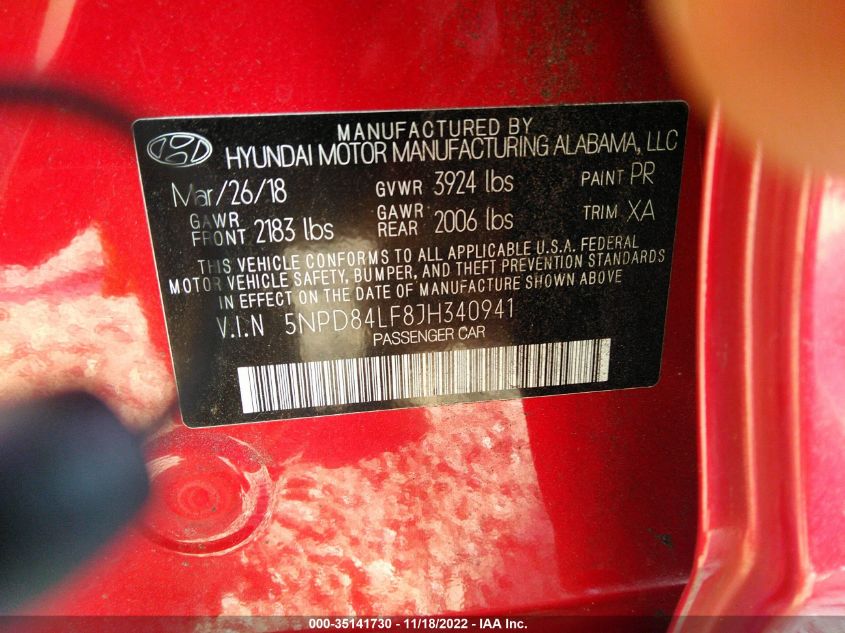 MANUFACTURED BY
HYUNDAI MOTOR MANUFACTURING ALABAMA, LLC
Mar/26/18 GVWR 3924 lbs PAINT PR
GAWR FRONT 2183 lbs GAWR REAR 2006 lbs TRIM XA
THIS VEHICLE CONFORMS TO ALL APPLICABLE U.S.A. FEDERAL
MOTOR VEHICLE SAFETY, BUMPER, AND THEFT PREVENTION STANDARDS
IN EFFECT ON THE DATE OF MANUFACTURE SHOWN ABOVE
V.I.N 5NPD84LF8JH340941
PASSENGER CAR
000-35141730 - 11/18/2022 - IAA Inc.